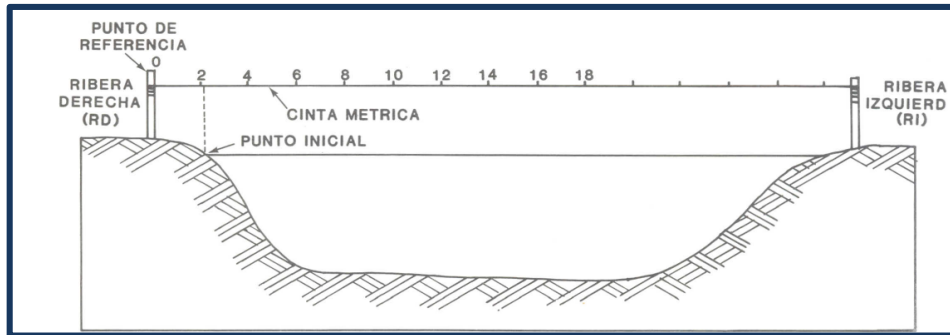 PUNTO DE
REFERENCIA
0
RIBERA
DERECHA
(RD)
2 4 6 8 10 12 14 16 18
CINTA METRICA
PUNTO INICIAL
RIBERA
IZQUIERD
(RI)